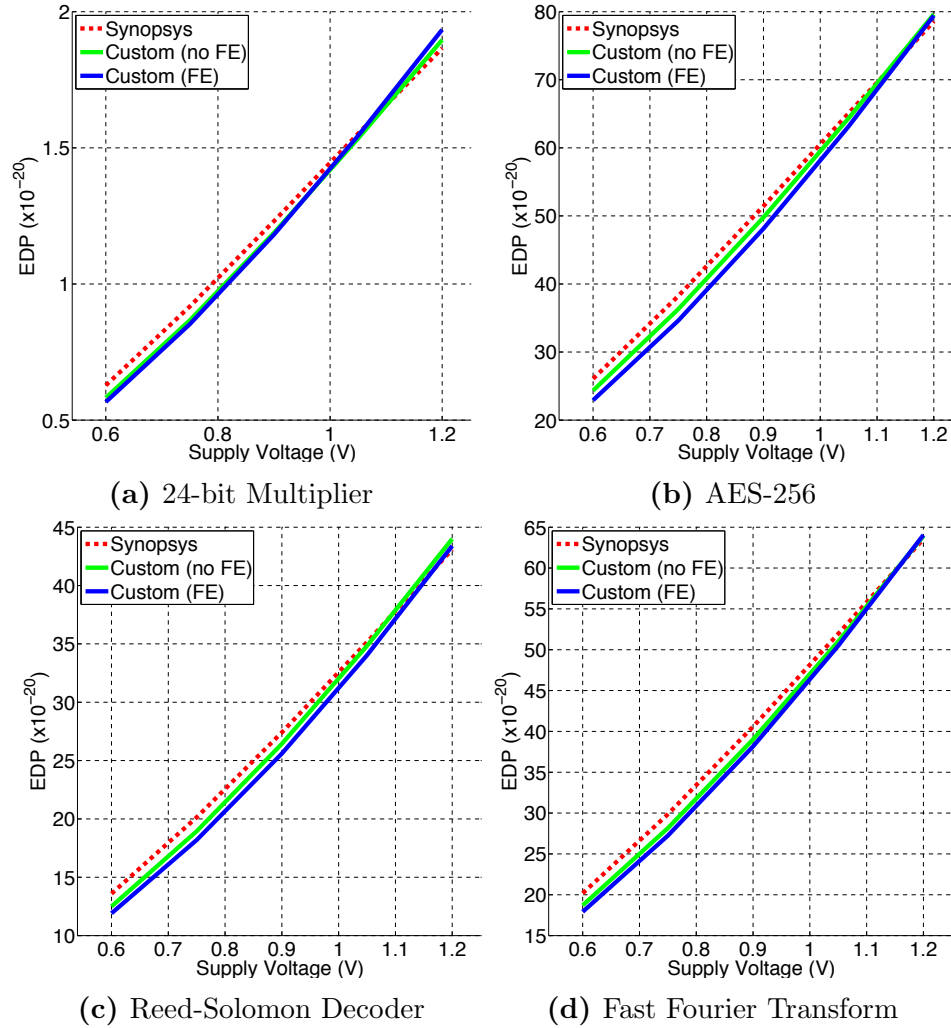 2
1.5
1
0.5
EDP (x10⁻²⁰)
Synopsys
Custom (no FE)
Custom (FE)
0.6 0.8 1 1.2
Supply Voltage (V)
(a) 24-bit Multiplier
80
70
60
50
40
30
20
EDP (x10⁻²⁰)
Synopsys
Custom (no FE)
Custom (FE)
0.6 0.7 0.8 0.9 1 1.1 1.2
Supply Voltage (V)
(b) AES-256
45
40
35
30
25
20
15
10
EDP (x10⁻²⁰)
Synopsys
Custom (no FE)
Custom (FE)
0.6 0.7 0.8 0.9 1 1.1 1.2
Supply Voltage (V)
(c) Reed-Solomon Decoder
65
60
55
50
45
40
35
30
25
20
15
EDP (x10⁻²⁰)
Synopsys
Custom (no FE)
Custom (FE)
0.6 0.7 0.8 0.9 1 1.1 1.2
Supply Voltage (V)
(d) Fast Fourier Transform